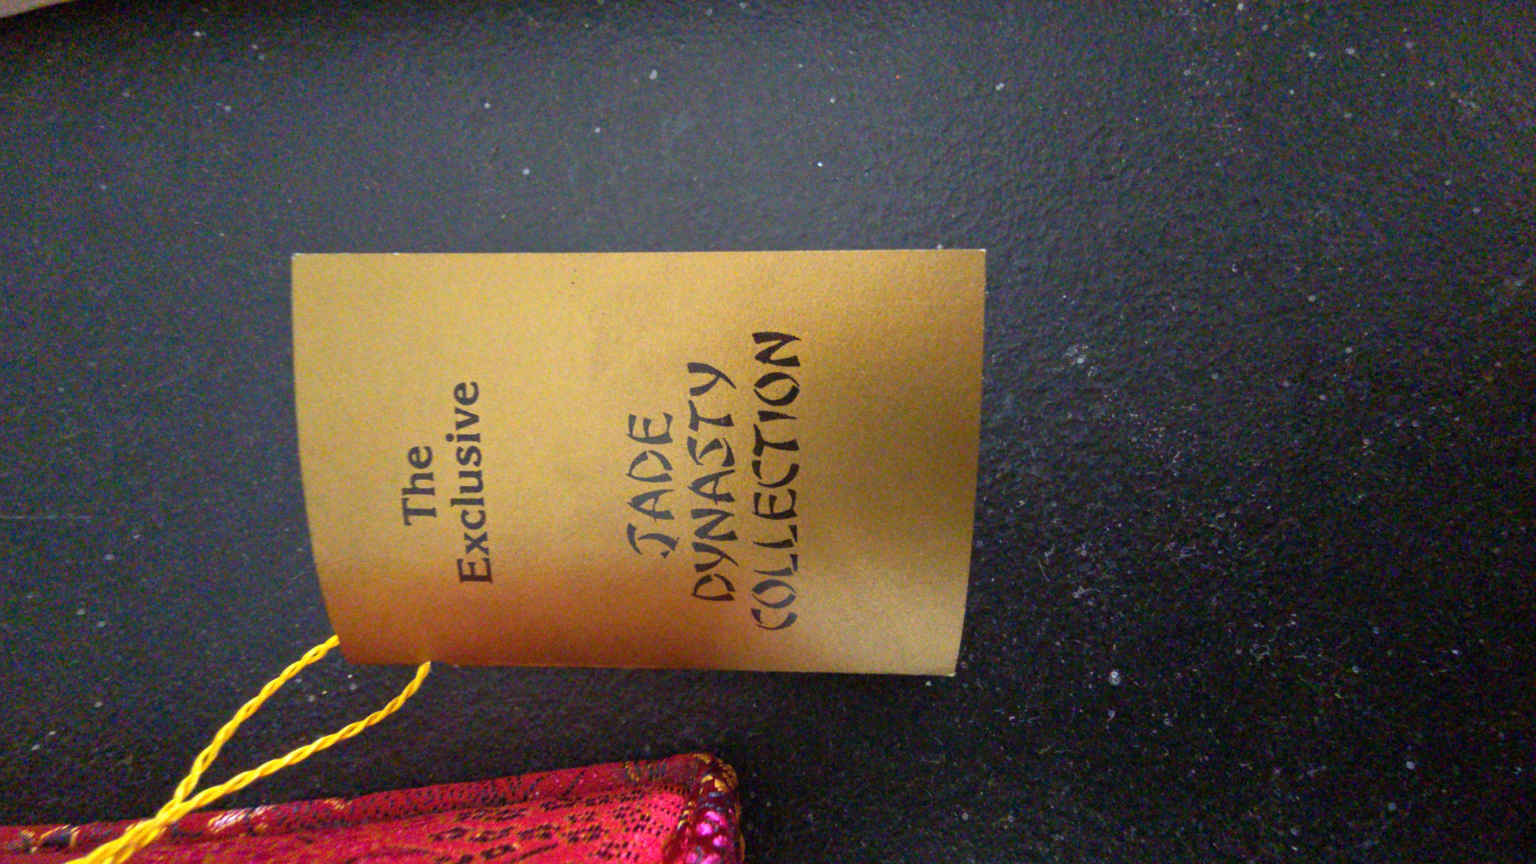 The
Exclusive
JADE
DYNASTY
COLLECTION